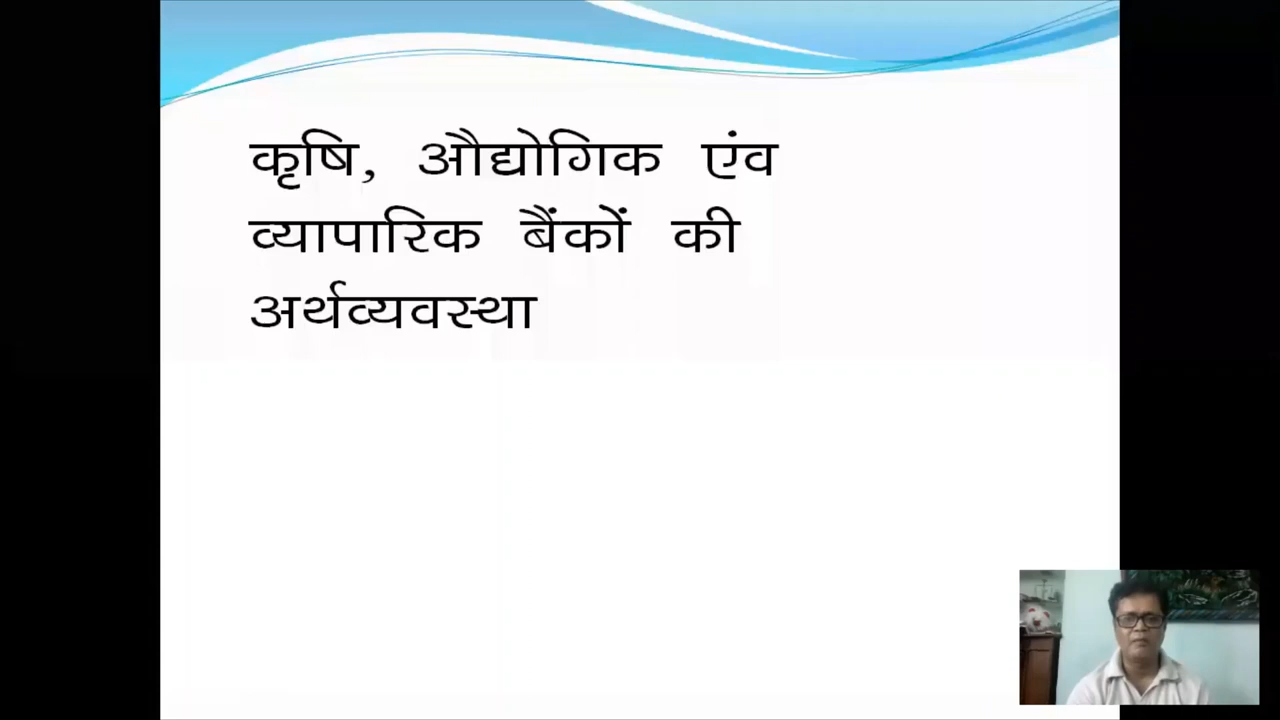 कृषि, औद्योगिक एंव
व्यापारिक बैंकों की
अर्थव्यवस्था